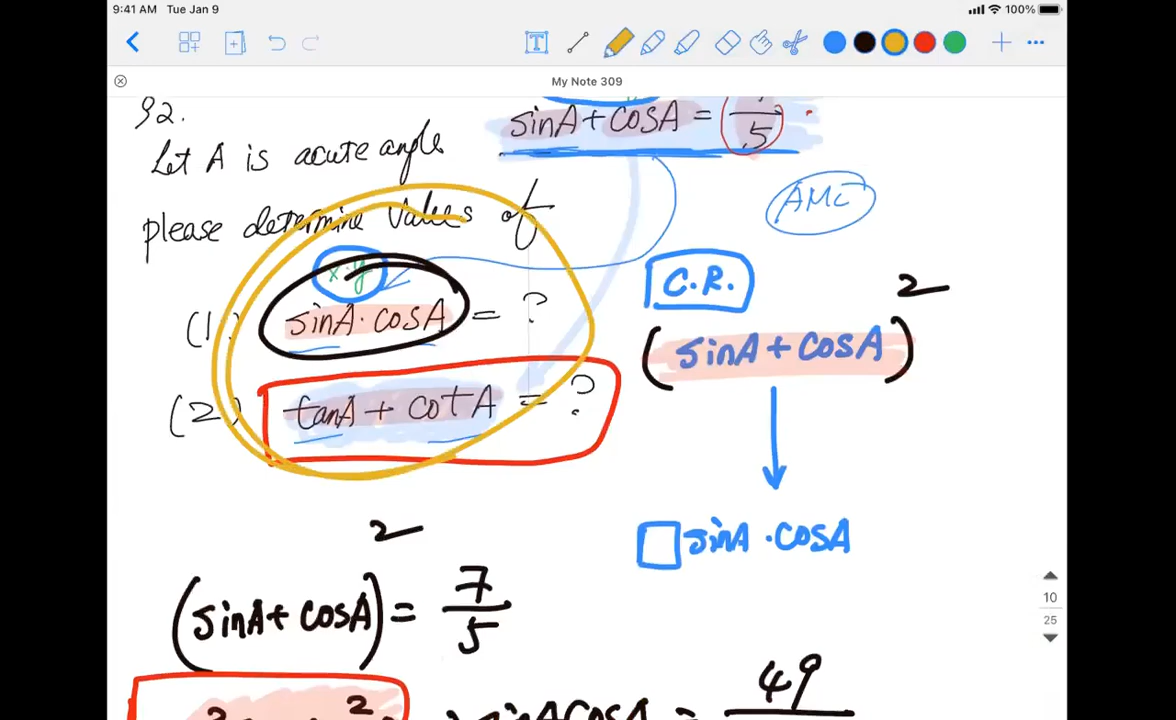 9:41 AM Tue Jan 9
100%
My Note 309
92.
sinA + cosA = 5
Let A is acute angle
please determine values of
AMC
x·y
(1) sinA·cosA = ?
C.R.
(sinA + cosA)²
(2) tanA + cotA = ?
□ sinA · cosA
2
(sinA + cosA) = 7/5
10
25
2
sinAcosA = 49